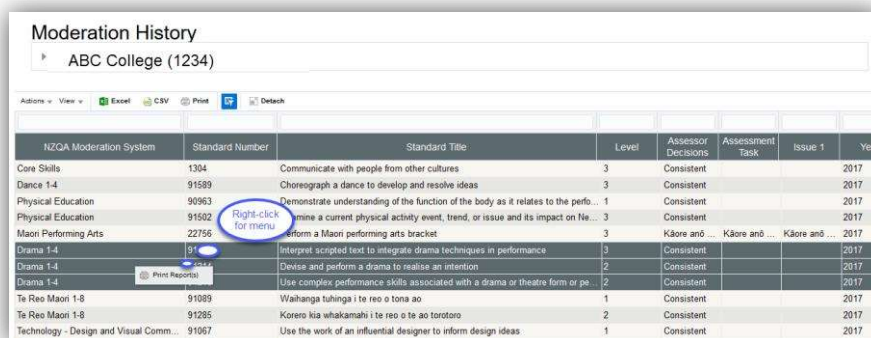 Moderation History
ABC College (1234)
Actions View Excel CSV Print Detach
NZQA Moderation System Standard Number Standard Title Level Assessor Decisions Assessment Task Issue 1 Ye
Core Skills 1304 Communicate with people from other cultures 3 Consistent 2017
Dance 1-4 91589 Choreograph a dance to develop and resolve ideas 3 Consistent 2017
Physical Education 90963 Demonstrate understanding of the function of the body as it relates to the perfo... 1 Consistent 2017
Physical Education 91502 mine a current physical activity event, trend, or issue and its impact on Ne... 3 Consistent 2017
Right-click
for menu
Maori Performing Arts 22756 erform a Maori performing arts bracket 3 Kāore anō ... Kāore anō ... Kāore anō ... 2017
Drama 1-4 Interpret scripted text to integrate drama techniques in performance 3 Consistent 2017
Drama 1-4 Devise and perform a drama to realise an intention 2 Consistent 2017
Print Report(s)
Drama 1-4 Use complex performance skills associated with a drama or theatre form or pe... 2 Consistent 2017
Te Reo Maori 1-8 91089 Waihanga tuhinga i te reo o tona ao 1 Consistent 2017
Te Reo Maori 1-8 91285 Korero kia whakamahi i te reo o te ao torotoro 2 Consistent 2017
Technology - Design and Visual Comm... 91067 Use the work of an influential designer to inform design ideas 1 Consistent 2017